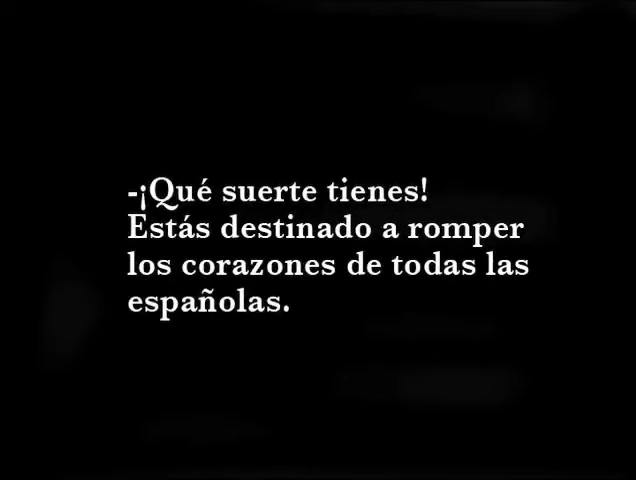 -¡Qué suerte tienes!
Estás destinado a romper
los corazones de todas las
españolas.